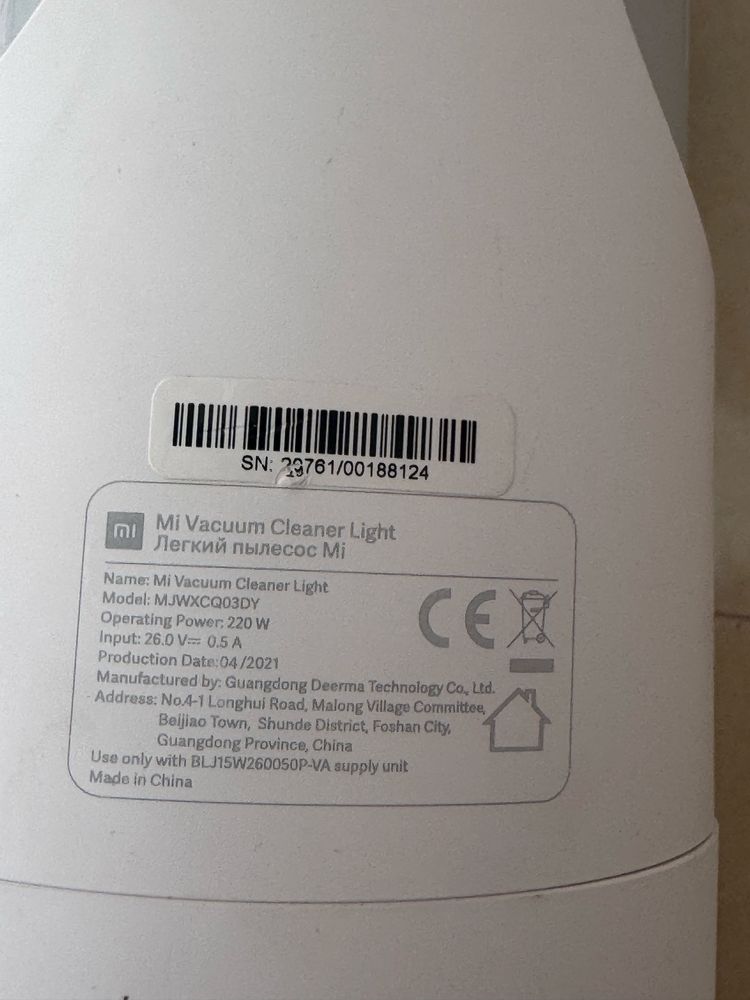 SN: 29761/00188124
mi
Mi Vacuum Cleaner Light
Легкий пылесос Mi
Name: Mi Vacuum Cleaner Light
Model: MJWXCQ03DY
Operating Power: 220 W
Input: 26.0 V⎓ 0.5 A
Production Date:04/2021
Manufactured by: Guangdong Deerma Technology Co., Ltd.
Address: No.4-1 Longhui Road, Malong Village Committee,
Beijiao Town, Shunde District, Foshan City,
Guangdong Province, China
Use only with BLJ15W260050P-VA supply unit
Made in China
CE